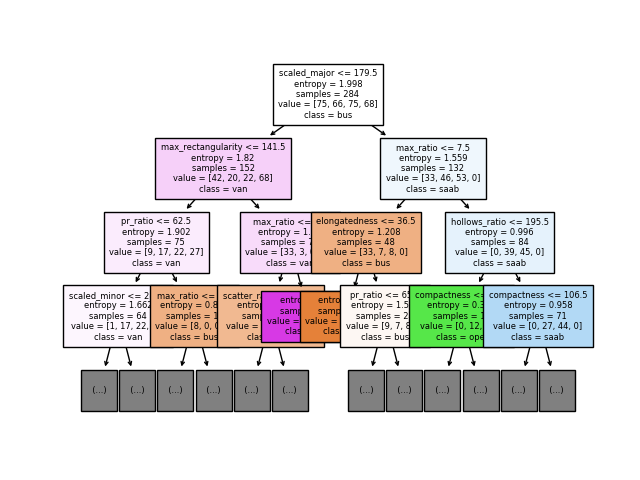 scaled_major <= 179.5
entropy = 1.998
samples = 284
value = [75, 66, 75, 68]
class = bus
max_rectangularity <= 141.5
entropy = 1.82
samples = 152
value = [42, 20, 22, 68]
class = van
max_ratio <= 7.5
entropy = 1.559
samples = 132
value = [33, 46, 53, 0]
class = saab
pr_ratio <= 62.5
entropy = 1.902
samples = 75
value = [9, 17, 22, 27]
class = van
max_ratio <=
entropy = 1.
samples = 7
value = [33, 3,
class = van
elongatedness <= 36.5
entropy = 1.208
samples = 48
value = [33, 7, 8, 0]
class = bus
hollows_ratio <= 195.5
entropy = 0.996
samples = 84
value = [0, 39, 45, 0]
class = saab
scaled_minor <= 2
entropy = 1.662
samples = 64
value = [1, 17, 22,
class = van
max_ratio <=
entropy = 0.8
samples = 1
value = [8, 0, 0,
class = bus
scatter_ra
entrop
samp
value =
class
entro
samp
value =
class
entro
samp
value =
class
pr_ratio <= 65
entropy = 1.5
samples = 2
value = [9, 7, 8
class = bus
compactness <=
entropy = 0.3
samples = 1
value = [0, 12,
class = ope
compactness <= 106.5
entropy = 0.958
samples = 71
value = [0, 27, 44, 0]
class = saab
(...) (...) (...) (...) (...) (...) (...) (...) (...) (...) (...) (...)